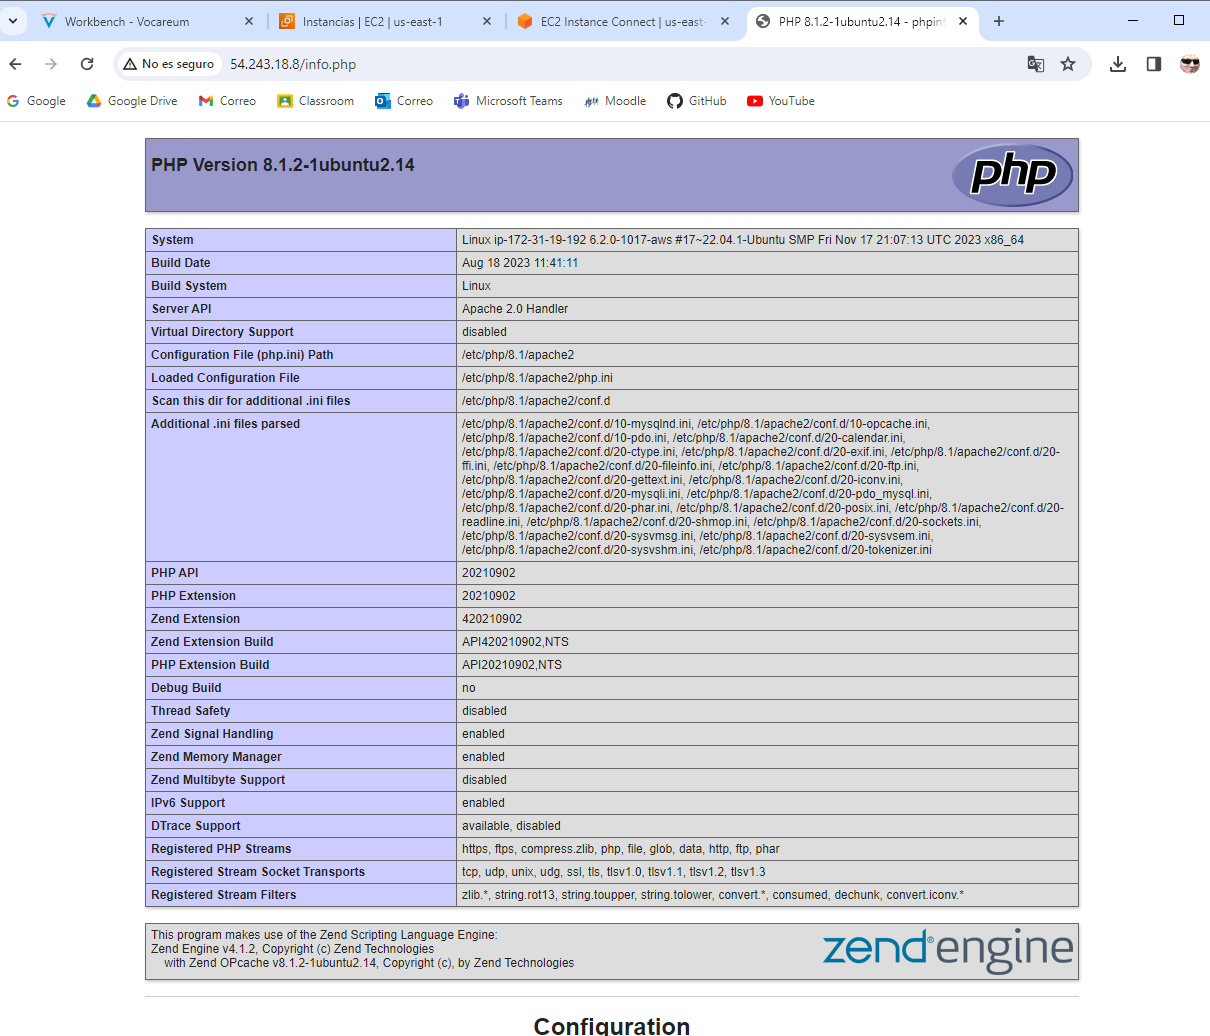 Workbench - Vocareum
Instancias | EC2 | us-east-1
EC2 Instance Connect | us-east-
PHP 8.1.2-1ubuntu2.14 - phpinf
No es seguro
54.243.18.8/info.php
Google
Google Drive
Correo
Classroom
Correo
Microsoft Teams
Moodle
GitHub
YouTube
PHP Version 8.1.2-1ubuntu2.14
php
System Linux ip-172-31-19-192 6.2.0-1017-aws #17~22.04.1-Ubuntu SMP Fri Nov 17 21:07:13 UTC 2023 x86_64
Build Date Aug 18 2023 11:41:11
Build System Linux
Server API Apache 2.0 Handler
Virtual Directory Support disabled
Configuration File (php.ini) Path /etc/php/8.1/apache2
Loaded Configuration File /etc/php/8.1/apache2/php.ini
Scan this dir for additional .ini files /etc/php/8.1/apache2/conf.d
Additional .ini files parsed /etc/php/8.1/apache2/conf.d/10-mysqlnd.ini, /etc/php/8.1/apache2/conf.d/10-opcache.ini,
/etc/php/8.1/apache2/conf.d/10-pdo.ini, /etc/php/8.1/apache2/conf.d/20-calendar.ini,
/etc/php/8.1/apache2/conf.d/20-ctype.ini, /etc/php/8.1/apache2/conf.d/20-exif.ini, /etc/php/8.1/apache2/conf.d/20-
ffi.ini, /etc/php/8.1/apache2/conf.d/20-fileinfo.ini, /etc/php/8.1/apache2/conf.d/20-ftp.ini,
/etc/php/8.1/apache2/conf.d/20-gettext.ini, /etc/php/8.1/apache2/conf.d/20-iconv.ini,
/etc/php/8.1/apache2/conf.d/20-mysqli.ini, /etc/php/8.1/apache2/conf.d/20-pdo_mysql.ini,
/etc/php/8.1/apache2/conf.d/20-phar.ini, /etc/php/8.1/apache2/conf.d/20-posix.ini, /etc/php/8.1/apache2/conf.d/20-
readline.ini, /etc/php/8.1/apache2/conf.d/20-shmop.ini, /etc/php/8.1/apache2/conf.d/20-sockets.ini,
/etc/php/8.1/apache2/conf.d/20-sysvmsg.ini, /etc/php/8.1/apache2/conf.d/20-sysvsem.ini,
/etc/php/8.1/apache2/conf.d/20-sysvshm.ini, /etc/php/8.1/apache2/conf.d/20-tokenizer.ini
PHP API 20210902
PHP Extension 20210902
Zend Extension 420210902
Zend Extension Build API420210902,NTS
PHP Extension Build API20210902,NTS
Debug Build no
Thread Safety disabled
Zend Signal Handling enabled
Zend Memory Manager enabled
Zend Multibyte Support disabled
IPv6 Support enabled
DTrace Support available, disabled
Registered PHP Streams https, ftps, compress.zlib, php, file, glob, data, http, ftp, phar
Registered Stream Socket Transports tcp, udp, unix, udg, ssl, tls, tlsv1.0, tlsv1.1, tlsv1.2, tlsv1.3
Registered Stream Filters zlib.*, string.rot13, string.toupper, string.tolower, convert.*, consumed, dechunk, convert.iconv.*
This program makes use of the Zend Scripting Language Engine:
Zend Engine v4.1.2, Copyright (c) Zend Technologies
with Zend OPcache v8.1.2-1ubuntu2.14, Copyright (c), by Zend Technologies
zend® engine
Configuration